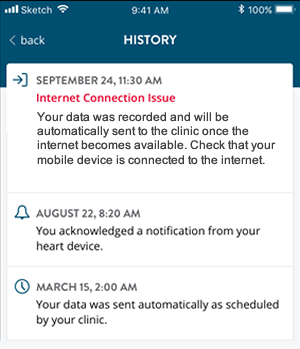 Sketch 9:41 AM 100%
back HISTORY
SEPTEMBER 24, 11:30 AM
Internet Connection Issue
Your data was recorded and will be
automatically sent to the clinic once the
internet becomes available. Check that your
mobile device is connected to the internet.
AUGUST 22, 8:20 AM
You acknowledged a notification from your
heart device.
MARCH 15, 2:00 AM
Your data was sent automatically as scheduled
by your clinic.